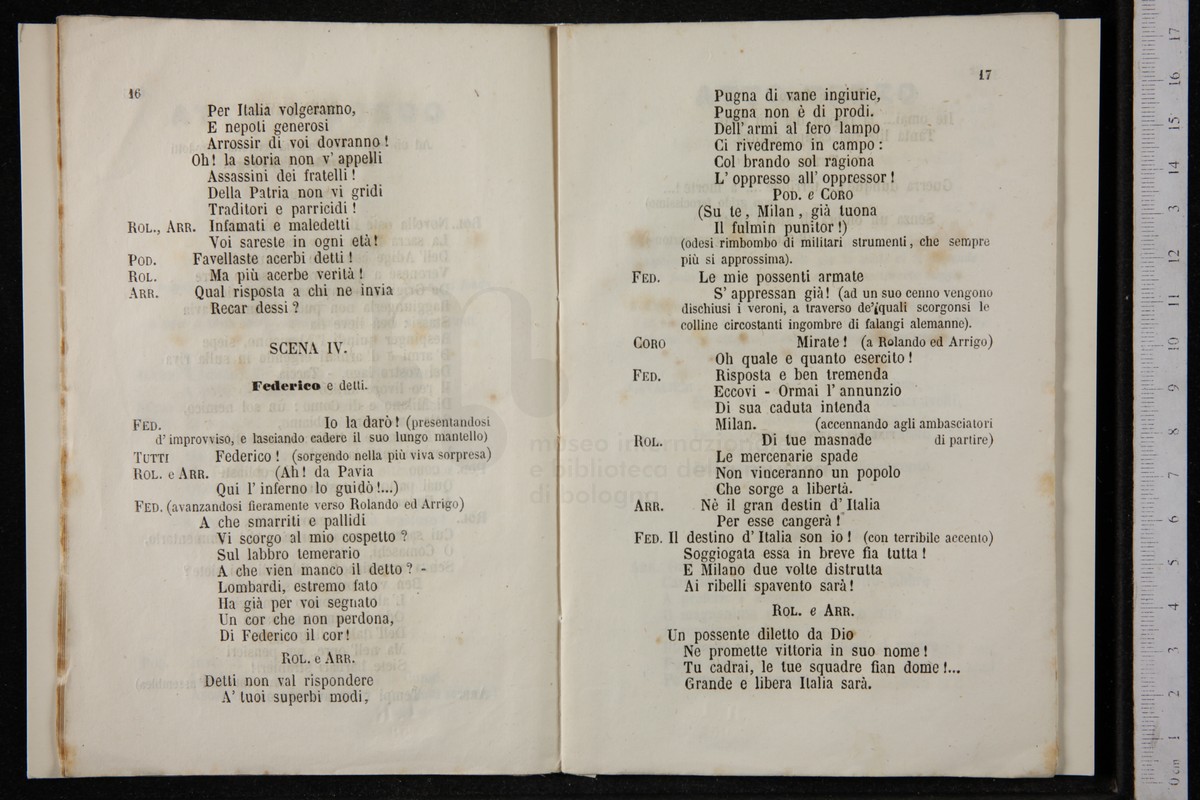 16
Per Italia volgeranno,
E nepoti generosi
Arrossir di voi dovranno !
Oh! la storia non v' appelli
Assassini dei fratelli !
Della Patria non vi gridi
Traditori e parricidi !
ROL., ARR. Infamati e maledetti
Voi sareste in ogni età!
POD. Favellaste acerbi detti !
ROL. Ma più acerbe verità !
ARR. Qual risposta a chi ne invia
Recar dessi ?
SCENA IV.
Federico e detti.
FED. Io la darò ! (presentandosi
d' improvviso, e lasciando cadere il suo lungo mantello)
TUTTI Federico ! (sorgendo nella più viva sorpresa)
ROL. e ARR. (Ah! da Pavia
Qui l' inferno lo guidò !...)
FED. (avanzandosi fieramente verso Rolando ed Arrigo)
A che smarriti e pallidi
Vi scorgo al mio cospetto ?
Sul labbro temerario
A che vien manco il detto ? -
Lombardi, estremo fato
Ha già per voi segnato
Un cor che non perdona,
Di Federico il cor!
ROL. e ARR.
Detti non val rispondere
A' tuoi superbi modi,
17
Pugna di vane ingiurie,
Pugna non è di prodi.
Dell' armi al fero lampo
Ci rivedremo in campo :
Col brando sol ragiona
L' oppresso all' oppressor !
POD. e CORO
(Su te, Milan, già tuona
Il fulmin punitor !)
(odesi rimbombo di militari strumenti, che sempre
più si approssima).
FED. Le mie possenti armate
S' appressan già! (ad un suo cenno vengono
dischiusi i veroni, a traverso de' quali scorgonsi le
colline circostanti ingombre di falangi alemanne).
CORO Mirate ! (a Rolando ed Arrigo)
Oh quale e quanto esercito !
FED. Risposta e ben tremenda
Eccovi - Ormai l' annunzio
Di sua caduta intenda
Milan. (accennando agli ambasciatori
ROL. Di tue masnade di partire)
Le mercenarie spade
Non vinceranno un popolo
Che sorge a libertà.
ARR. Nè il gran destin d' Italia
Per esse cangerà !
FED. Il destino d' Italia son io ! (con terribile accento)
Soggiogata essa in breve fia tutta !
E Milano due volte distrutta
Ai ribelli spavento sarà!
ROL. e ARR.
Un possente diletto da Dio
Ne promette vittoria in suo nome !
Tu cadrai, le tue squadre fian dome !...
Grande e libera Italia sarà.